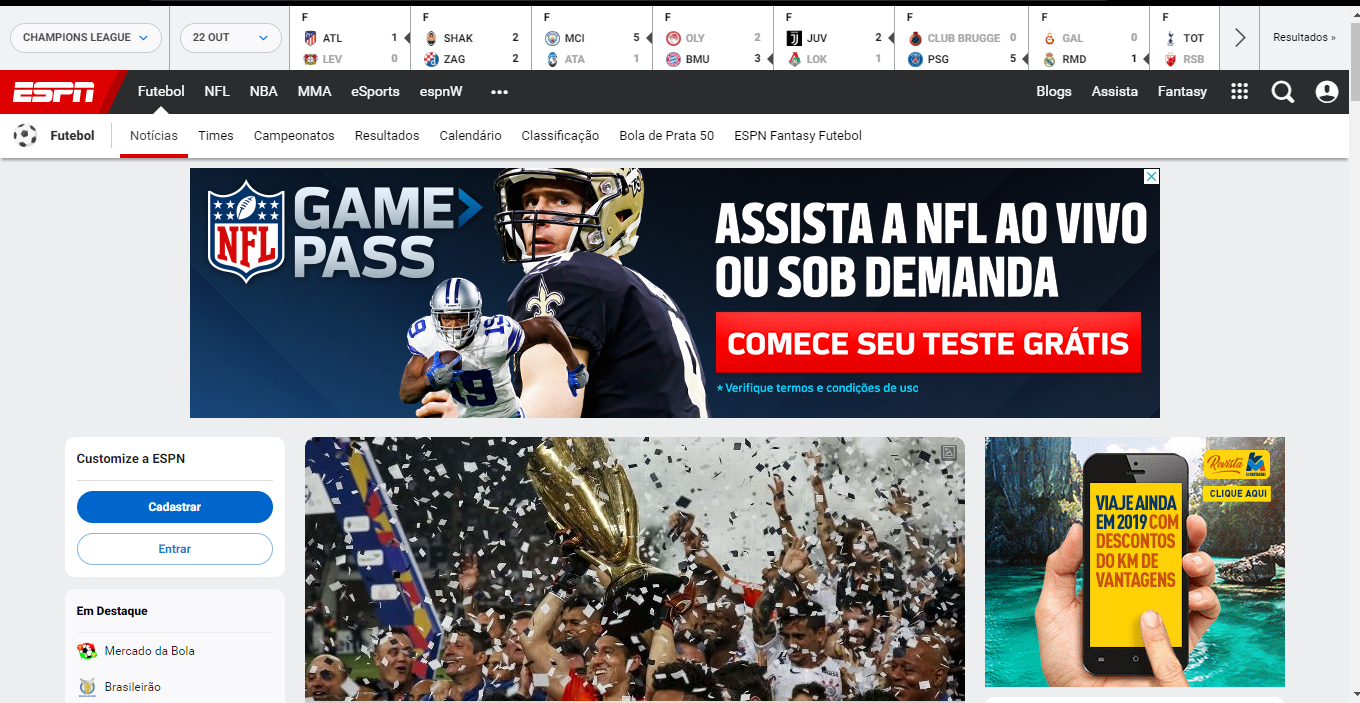 CHAMPIONS LEAGUE
22 OUT
F
ATL 1
LEV 0
F
SHAK 2
ZAG 2
F
MCI 5
ATA 1
F
OLY 2
BMU 3
F
JUV 2
LOK 1
F
CLUB BRUGGE 0
PSG 5
F
GAL 0
RMD 1
F
TOT
RSB
Resultados »
ESPN
Futebol NFL NBA MMA eSports espnW •••
Blogs Assista Fantasy
Futebol
Notícias Times Campeonatos Resultados Calendário Classificação Bola de Prata 50 ESPN Fantasy Futebol
NFL
GAME
PASS
19
19
ASSISTA A NFL AO VIVO
OU SOB DEMANDA
COMECE SEU TESTE GRÁTIS
* Verifique termos e condições de uso
Customize a ESPN
Cadastrar
Entrar
Em Destaque
Mercado da Bola
Brasileirão
Revista
CLIQUE AQUI
VIAJE AINDA
EM 2019 COM
DESCONTOS
DO KM DE
VANTAGENS